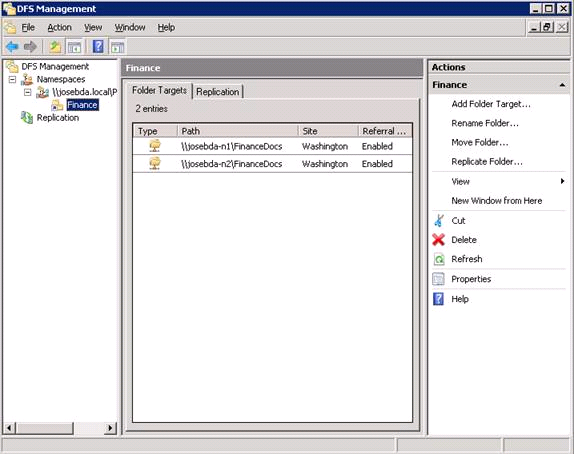 DFS Management
File Action View Window Help
DFS Management
Namespaces
\\josebda.local\P
Finance
Replication
Finance
Folder Targets Replication
2 entries
Type Path Site Referral ...
\\josebda-n1\FinanceDocs Washington Enabled
\\josebda-n2\FinanceDocs Washington Enabled
Actions
Finance
Add Folder Target...
Rename Folder...
Move Folder...
Replicate Folder...
View
New Window from Here
Cut
Delete
Refresh
Properties
Help